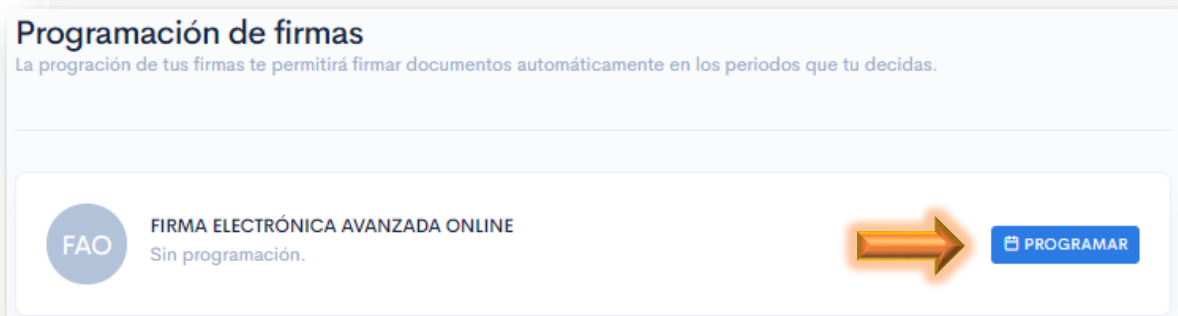 Programación de firmas
La progración de tus firmas te permitirá firmar documentos automáticamente en los periodos que tu decidas.
FAO
FIRMA ELECTRÓNICA AVANZADA ONLINE
Sin programación.
PROGRAMAR